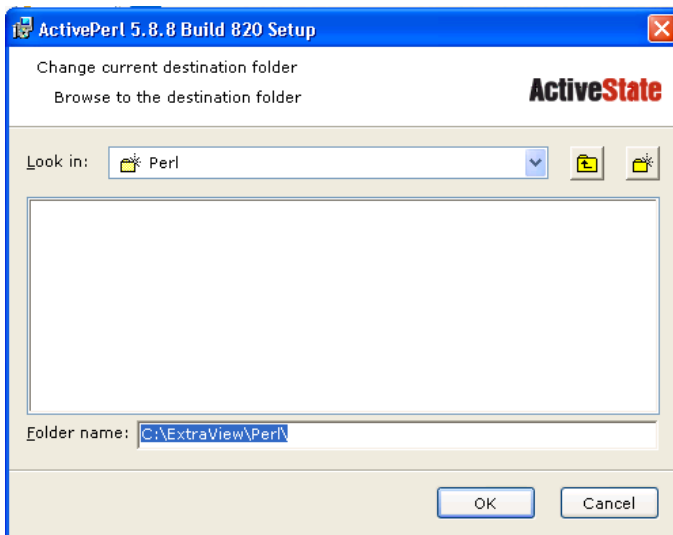 ActivePerl 5.8.8 Build 820 Setup
Change current destination folder
Browse to the destination folder
ActiveState
Look in: Perl
Folder name: C:\ExtraView\Perl\
OK Cancel